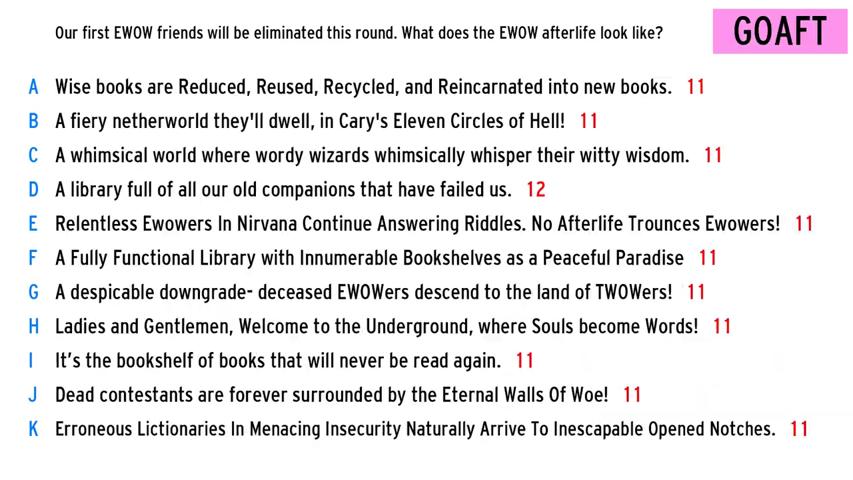 Our first EWOW friends will be eliminated this round. What does the EWOW afterlife look like?
GOAFT
A Wise books are Reduced, Reused, Recycled, and Reincarnated into new books. 11
B A fiery netherworld they'll dwell, in Cary's Eleven Circles of Hell! 11
C A whimsical world where wordy wizards whimsically whisper their witty wisdom. 11
D A library full of all our old companions that have failed us. 12
E Relentless Ewowers In Nirvana Continue Answering Riddles. No Afterlife Trounces Ewowers! 11
F A Fully Functional Library with Innumerable Bookshelves as a Peaceful Paradise 11
G A despicable downgrade- deceased EWOWers descend to the land of TWOWers! 11
H Ladies and Gentlemen, Welcome to the Underground, where Souls become Words! 11
I It’s the bookshelf of books that will never be read again. 11
J Dead contestants are forever surrounded by the Eternal Walls Of Woe! 11
K Erroneous Lictionaries In Menacing Insecurity Naturally Arrive To Inescapable Opened Notches. 11